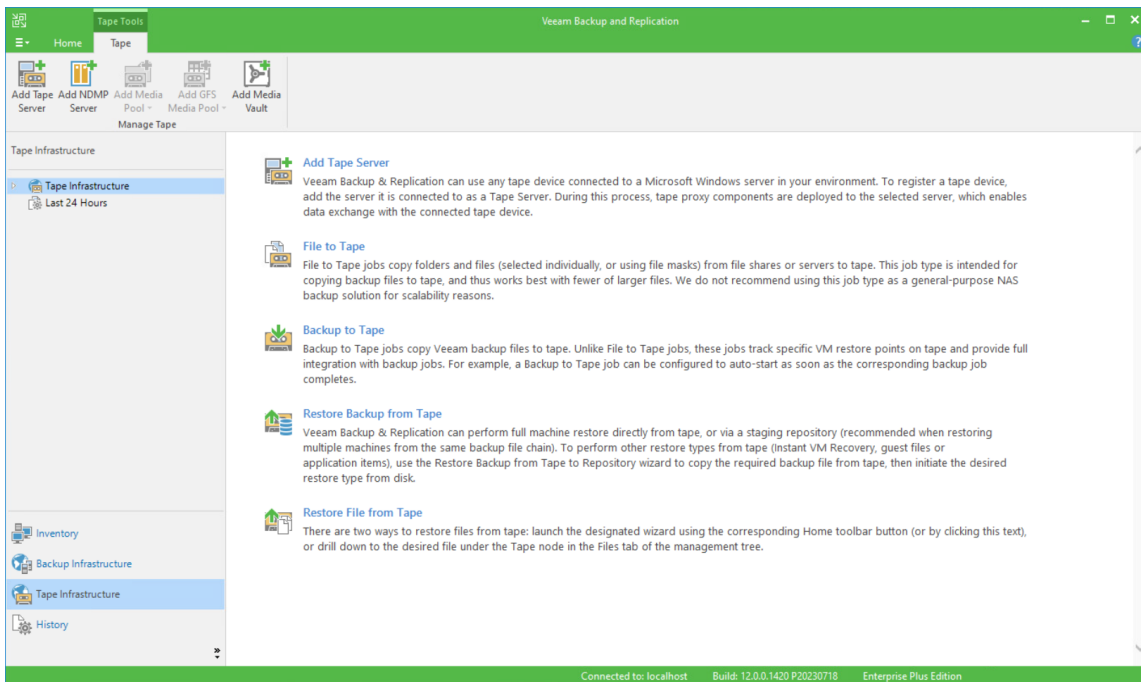 Tape Tools
Veeam Backup and Replication
Home Tape
Add Tape Server
Add NDMP Server
Add Media Pool
Add GFS Media Pool
Add Media Vault
Manage Tape
Tape Infrastructure
Tape Infrastructure
Last 24 Hours
Add Tape Server
Veeam Backup & Replication can use any tape device connected to a Microsoft Windows server in your environment. To register a tape device,
add the server it is connected to as a Tape Server. During this process, tape proxy components are deployed to the selected server, which enables
data exchange with the connected tape device.
File to Tape
File to Tape jobs copy folders and files (selected individually, or using file masks) from file shares or servers to tape. This job type is intended for
copying backup files to tape, and thus works best with fewer of larger files. We do not recommend using this job type as a general-purpose NAS
backup solution for scalability reasons.
Backup to Tape
Backup to Tape jobs copy Veeam backup files to tape. Unlike File to Tape jobs, these jobs track specific VM restore points on tape and provide full
integration with backup jobs. For example, a Backup to Tape job can be configured to auto-start as soon as the corresponding backup job
completes.
Restore Backup from Tape
Veeam Backup & Replication can perform full machine restore directly from tape, or via a staging repository (recommended when restoring
multiple machines from the same backup file chain). To perform other restore types from tape (Instant VM Recovery, guest files or
application items), use the Restore Backup from Tape to Repository wizard to copy the required backup file from tape, then initiate the desired
restore type from disk.
Restore File from Tape
There are two ways to restore files from tape: launch the designated wizard using the corresponding Home toolbar button (or by clicking this text),
or drill down to the desired file under the Tape node in the Files tab of the management tree.
Inventory
Backup Infrastructure
Tape Infrastructure
History
Connected to: localhost Build: 12.0.0.1420 P20230718 Enterprise Plus Edition